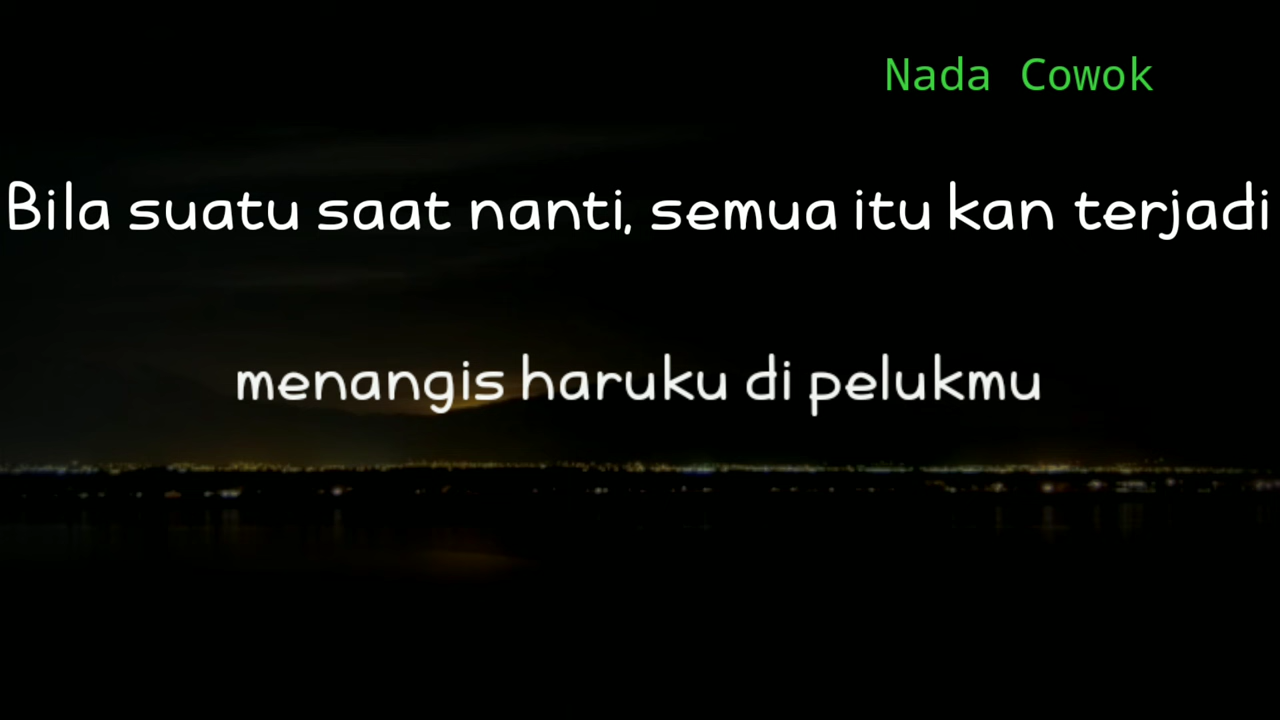 Nada Cowok
Bila suatu saat nanti, semua itu kan terjadi
menangis haruku di pelukmu